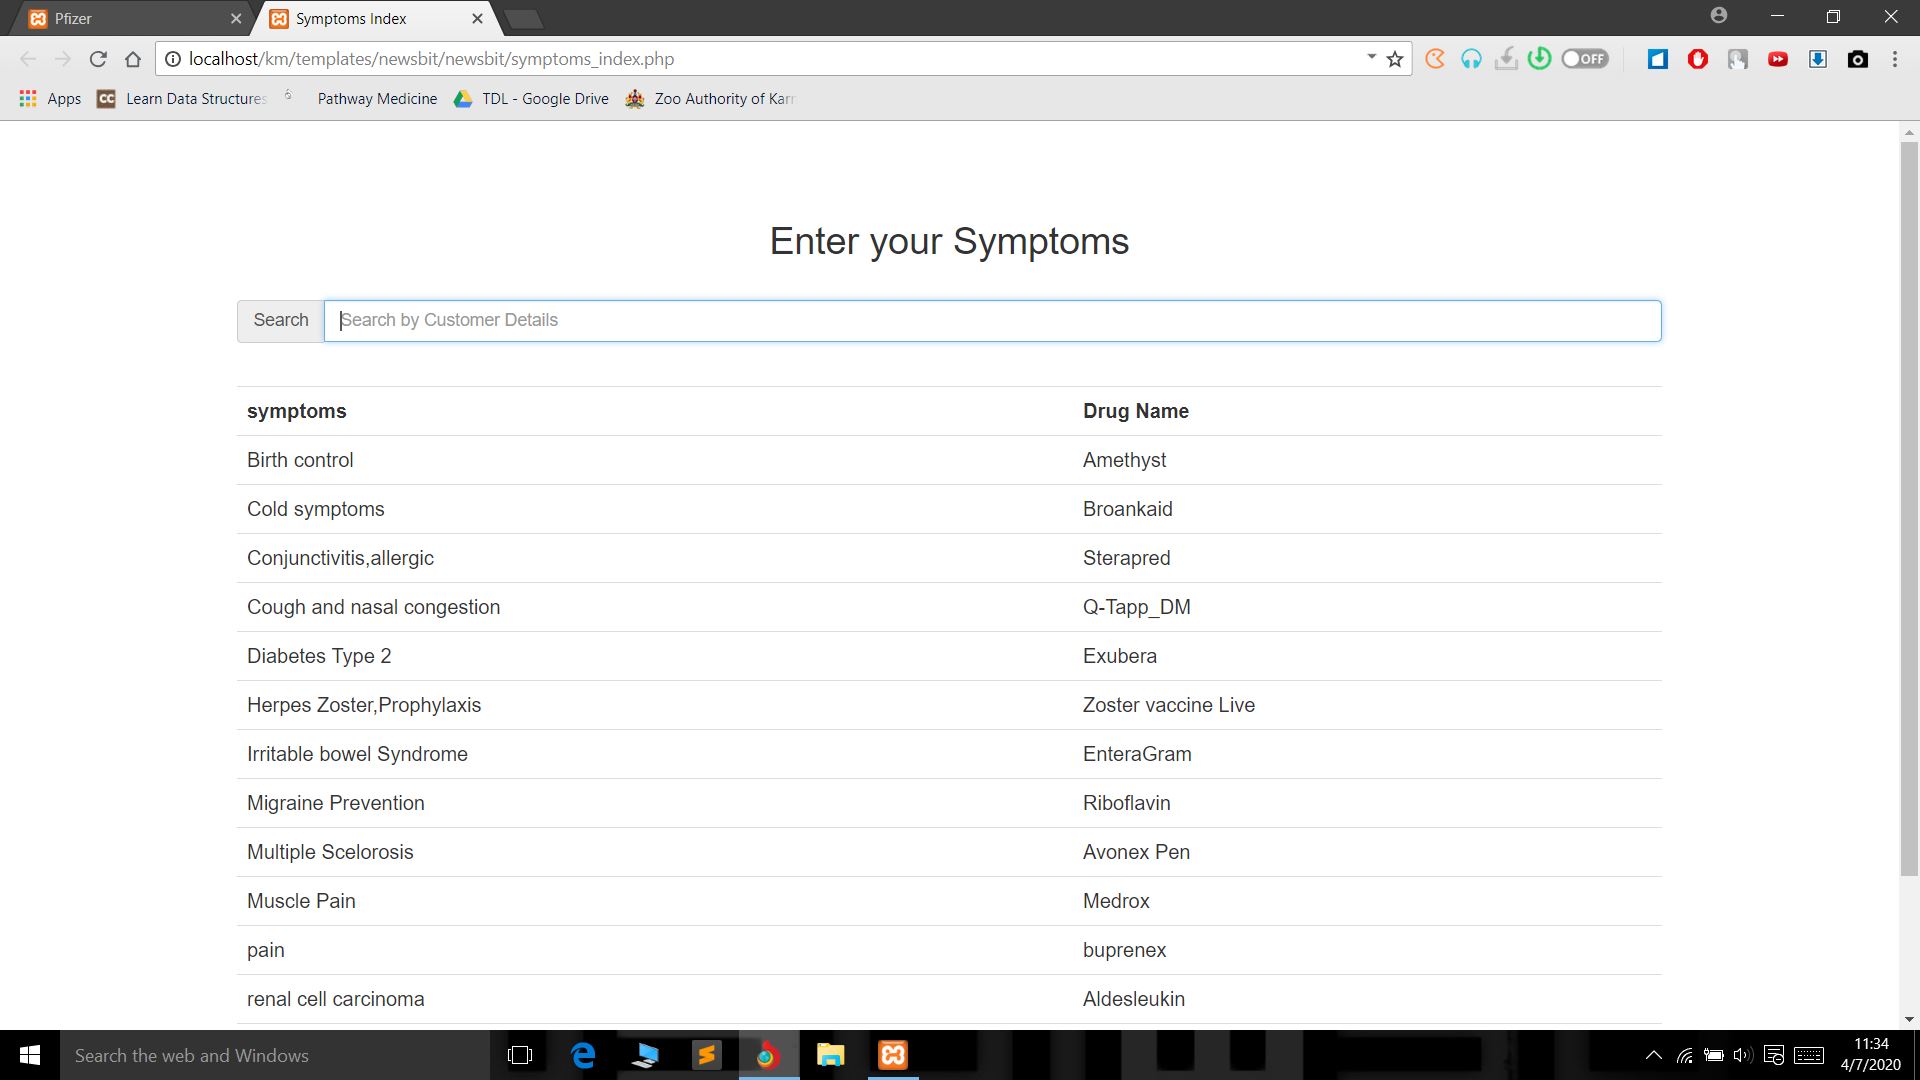 Pfizer
Symptoms Index
localhost/km/templates/newsbit/newsbit/symptoms_index.php
OFF
Apps
CC
Learn Data Structures
Pathway Medicine
TDL - Google Drive
Zoo Authority of Karn
Enter your Symptoms
Search
Search by Customer Details
symptoms Drug Name
Birth control Amethyst
Cold symptoms Broankaid
Conjunctivitis,allergic Sterapred
Cough and nasal congestion Q-Tapp_DM
Diabetes Type 2 Exubera
Herpes Zoster,Prophylaxis Zoster vaccine Live
Irritable bowel Syndrome EnteraGram
Migraine Prevention Riboflavin
Multiple Scelorosis Avonex Pen
Muscle Pain Medrox
pain buprenex
renal cell carcinoma Aldesleukin
Search the web and Windows
11:34
4/7/2020